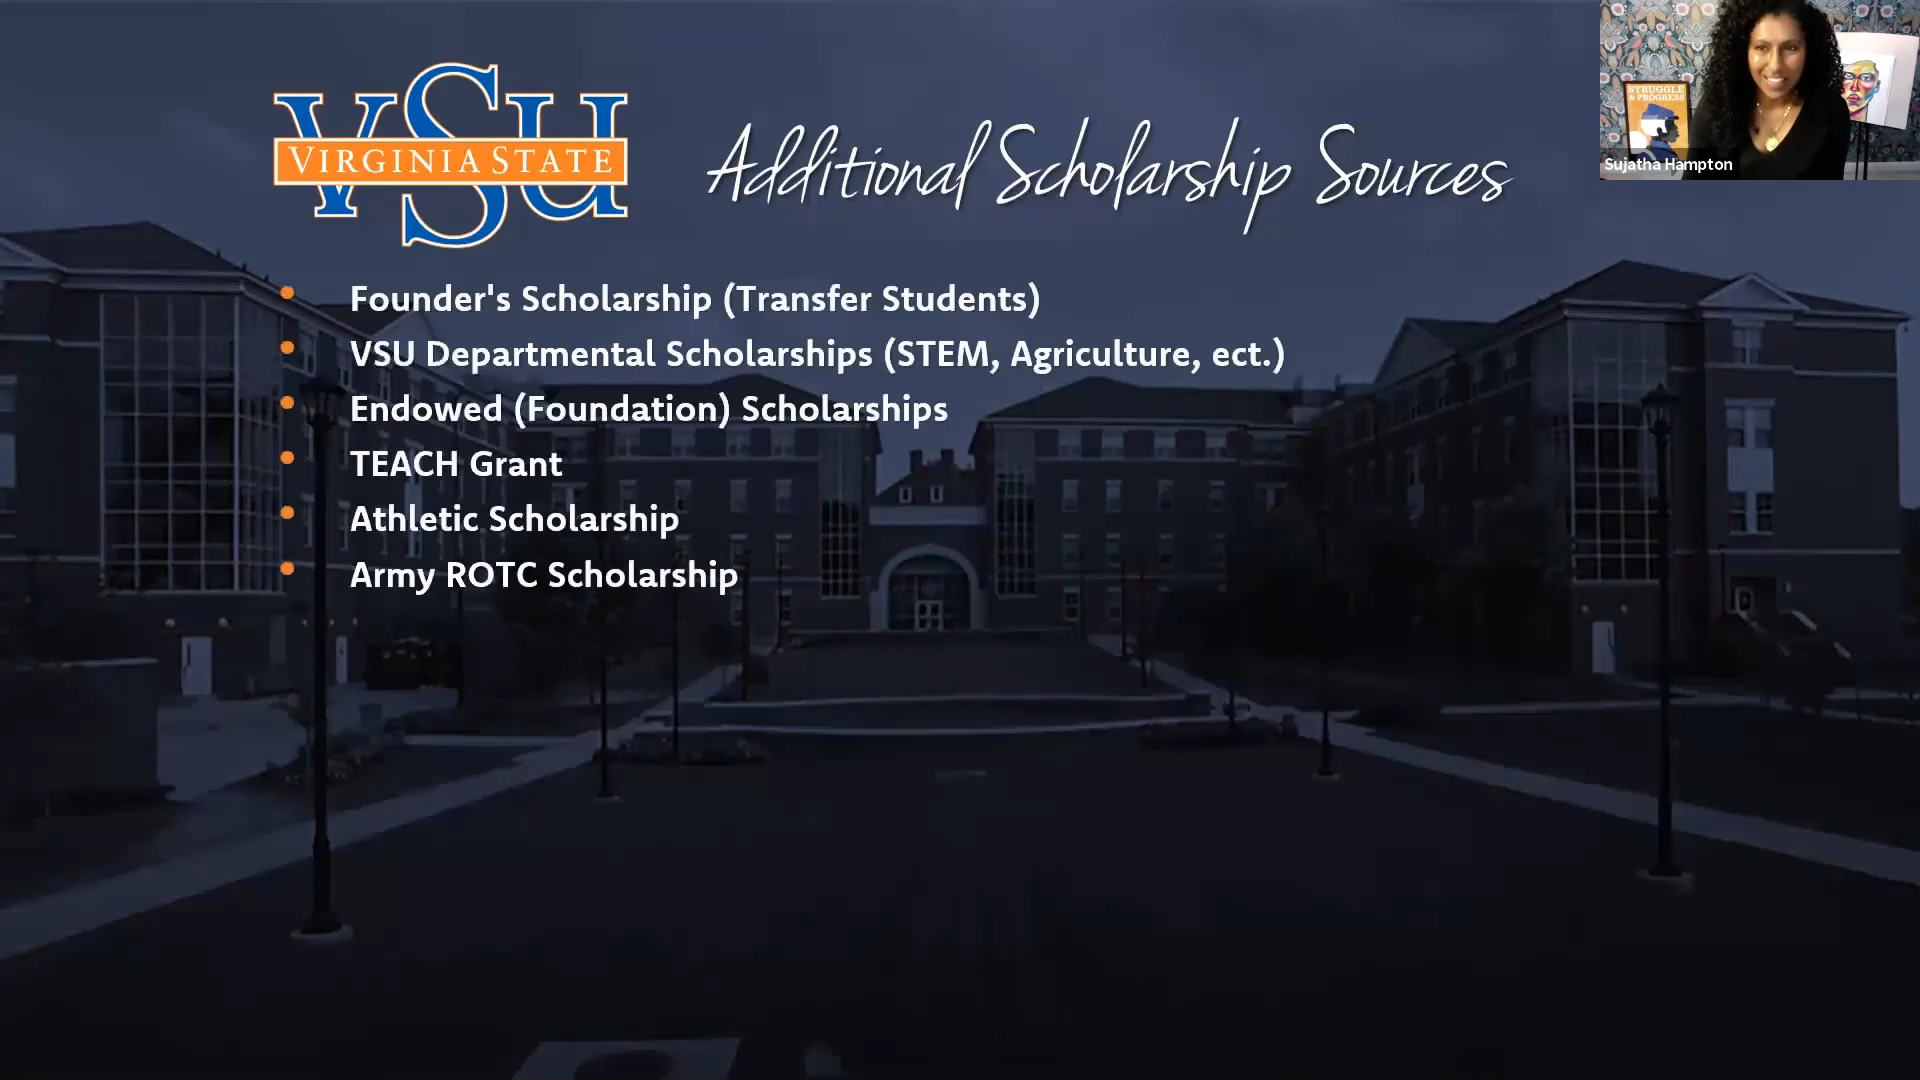 VSU
VIRGINIA STATE
Additional Scholarship Sources
STRUGGLE
& PROGRESS
Sujatha Hampton
• Founder's Scholarship (Transfer Students)
• VSU Departmental Scholarships (STEM, Agriculture, ect.)
• Endowed (Foundation) Scholarships
• TEACH Grant
• Athletic Scholarship
• Army ROTC Scholarship